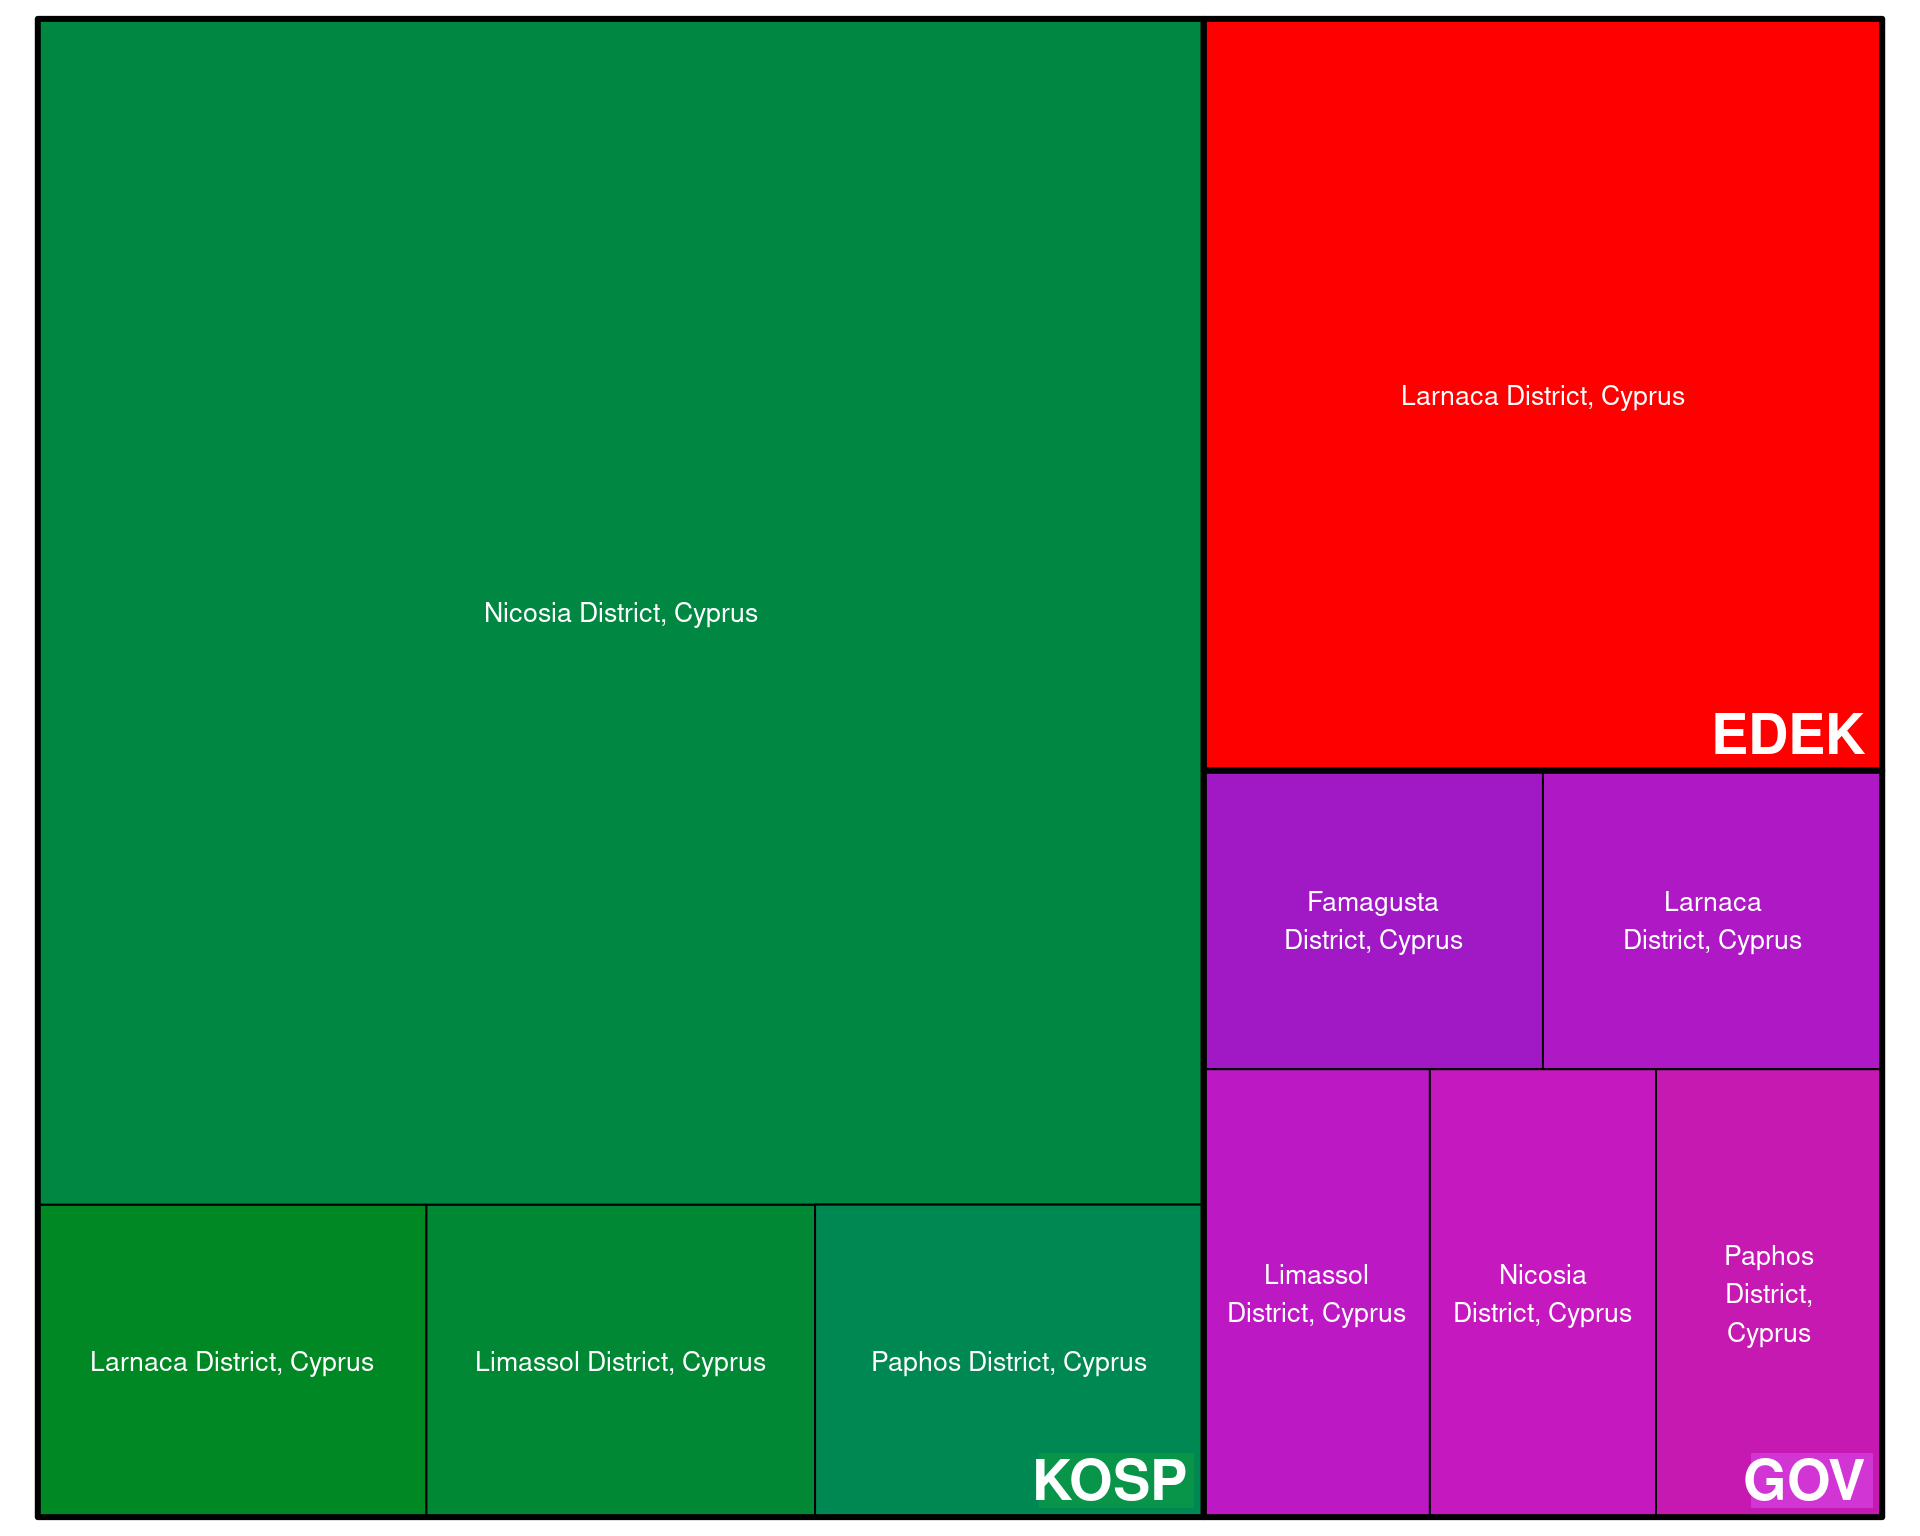 Nicosia District, Cyprus
Larnaca District, Cyprus
Limassol District, Cyprus
Paphos District, Cyprus
KOSP
Larnaca District, Cyprus
EDEK
Famagusta
District, Cyprus
Larnaca
District, Cyprus
Limassol
District, Cyprus
Nicosia
District, Cyprus
Paphos
District,
Cyprus
GOV